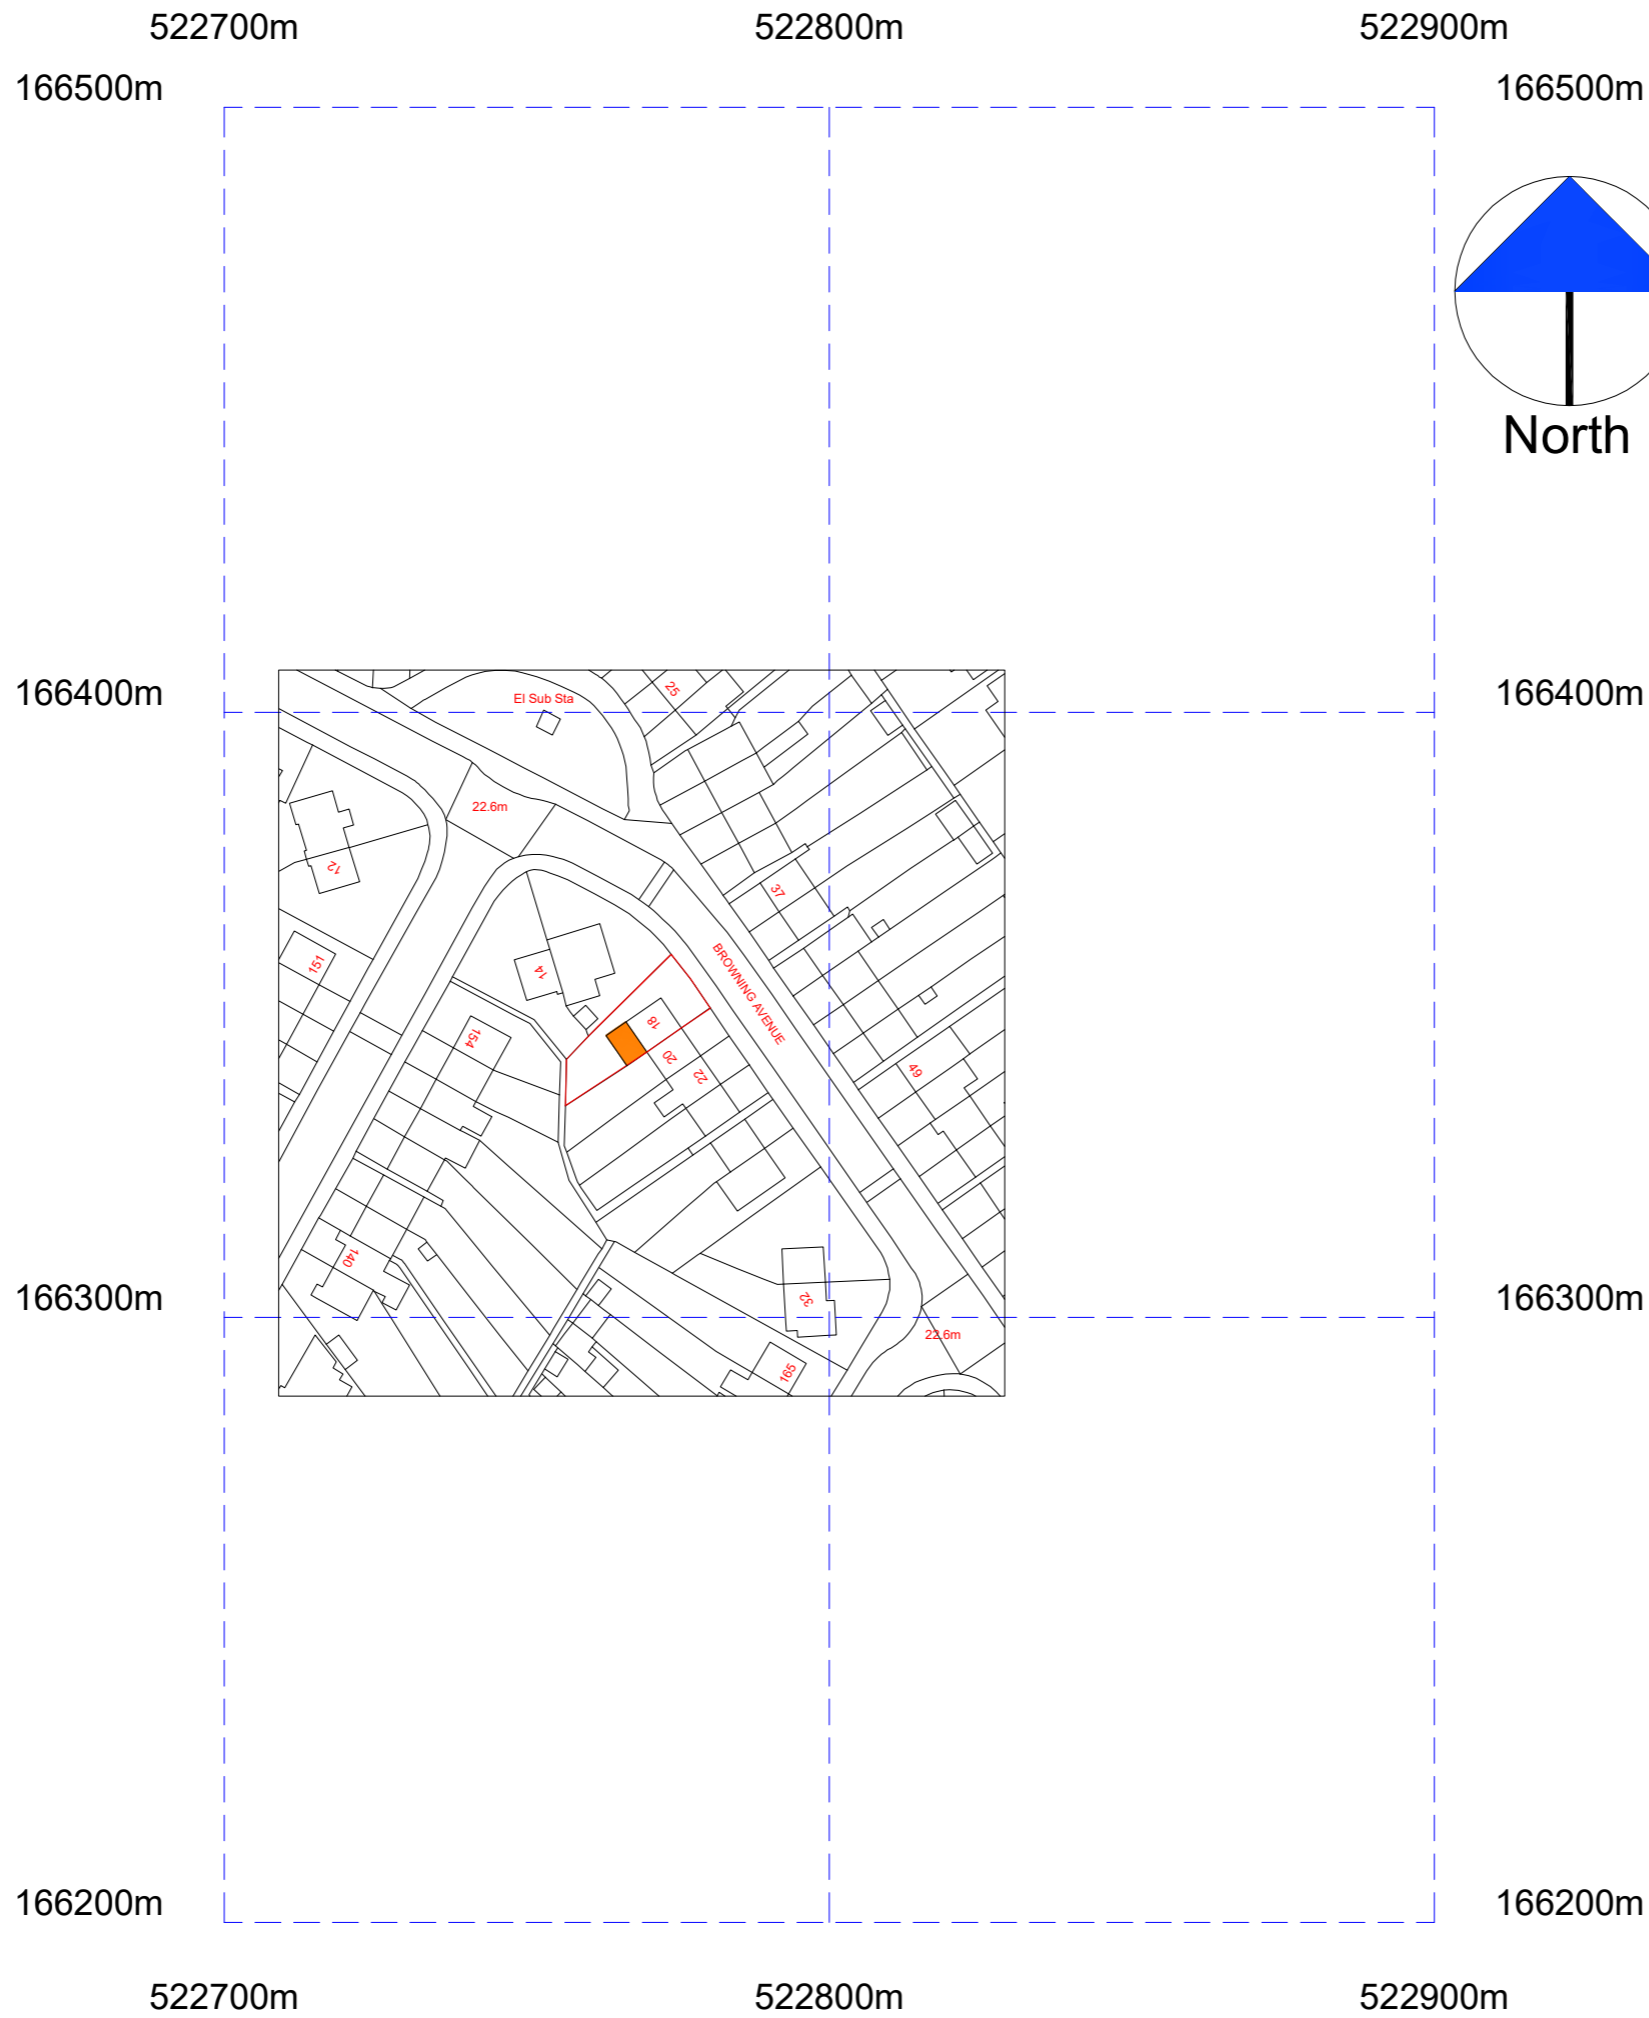 522700m 522800m 522900m
166500m 166500m
North
166400m 166400m
El Sub Sta
25
22.6m
12
37
151
14
BROWNING AVENUE
18
154
20
22
49
140
32
166300m 166300m
22.6m
165
166200m 166200m
522700m 522800m 522900m